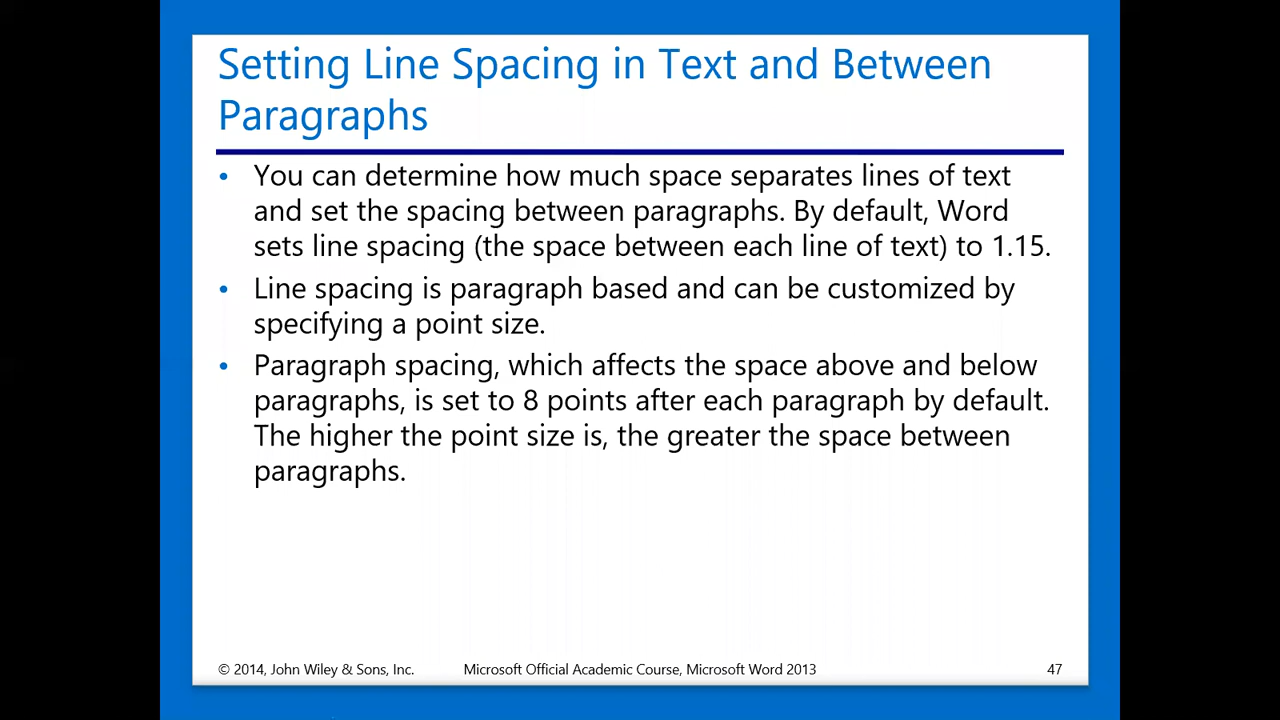 Setting Line Spacing in Text and Between
Paragraphs
• You can determine how much space separates lines of text
and set the spacing between paragraphs. By default, Word
sets line spacing (the space between each line of text) to 1.15.
• Line spacing is paragraph based and can be customized by
specifying a point size.
• Paragraph spacing, which affects the space above and below
paragraphs, is set to 8 points after each paragraph by default.
The higher the point size is, the greater the space between
paragraphs.
© 2014, John Wiley & Sons, Inc. Microsoft Official Academic Course, Microsoft Word 2013 47